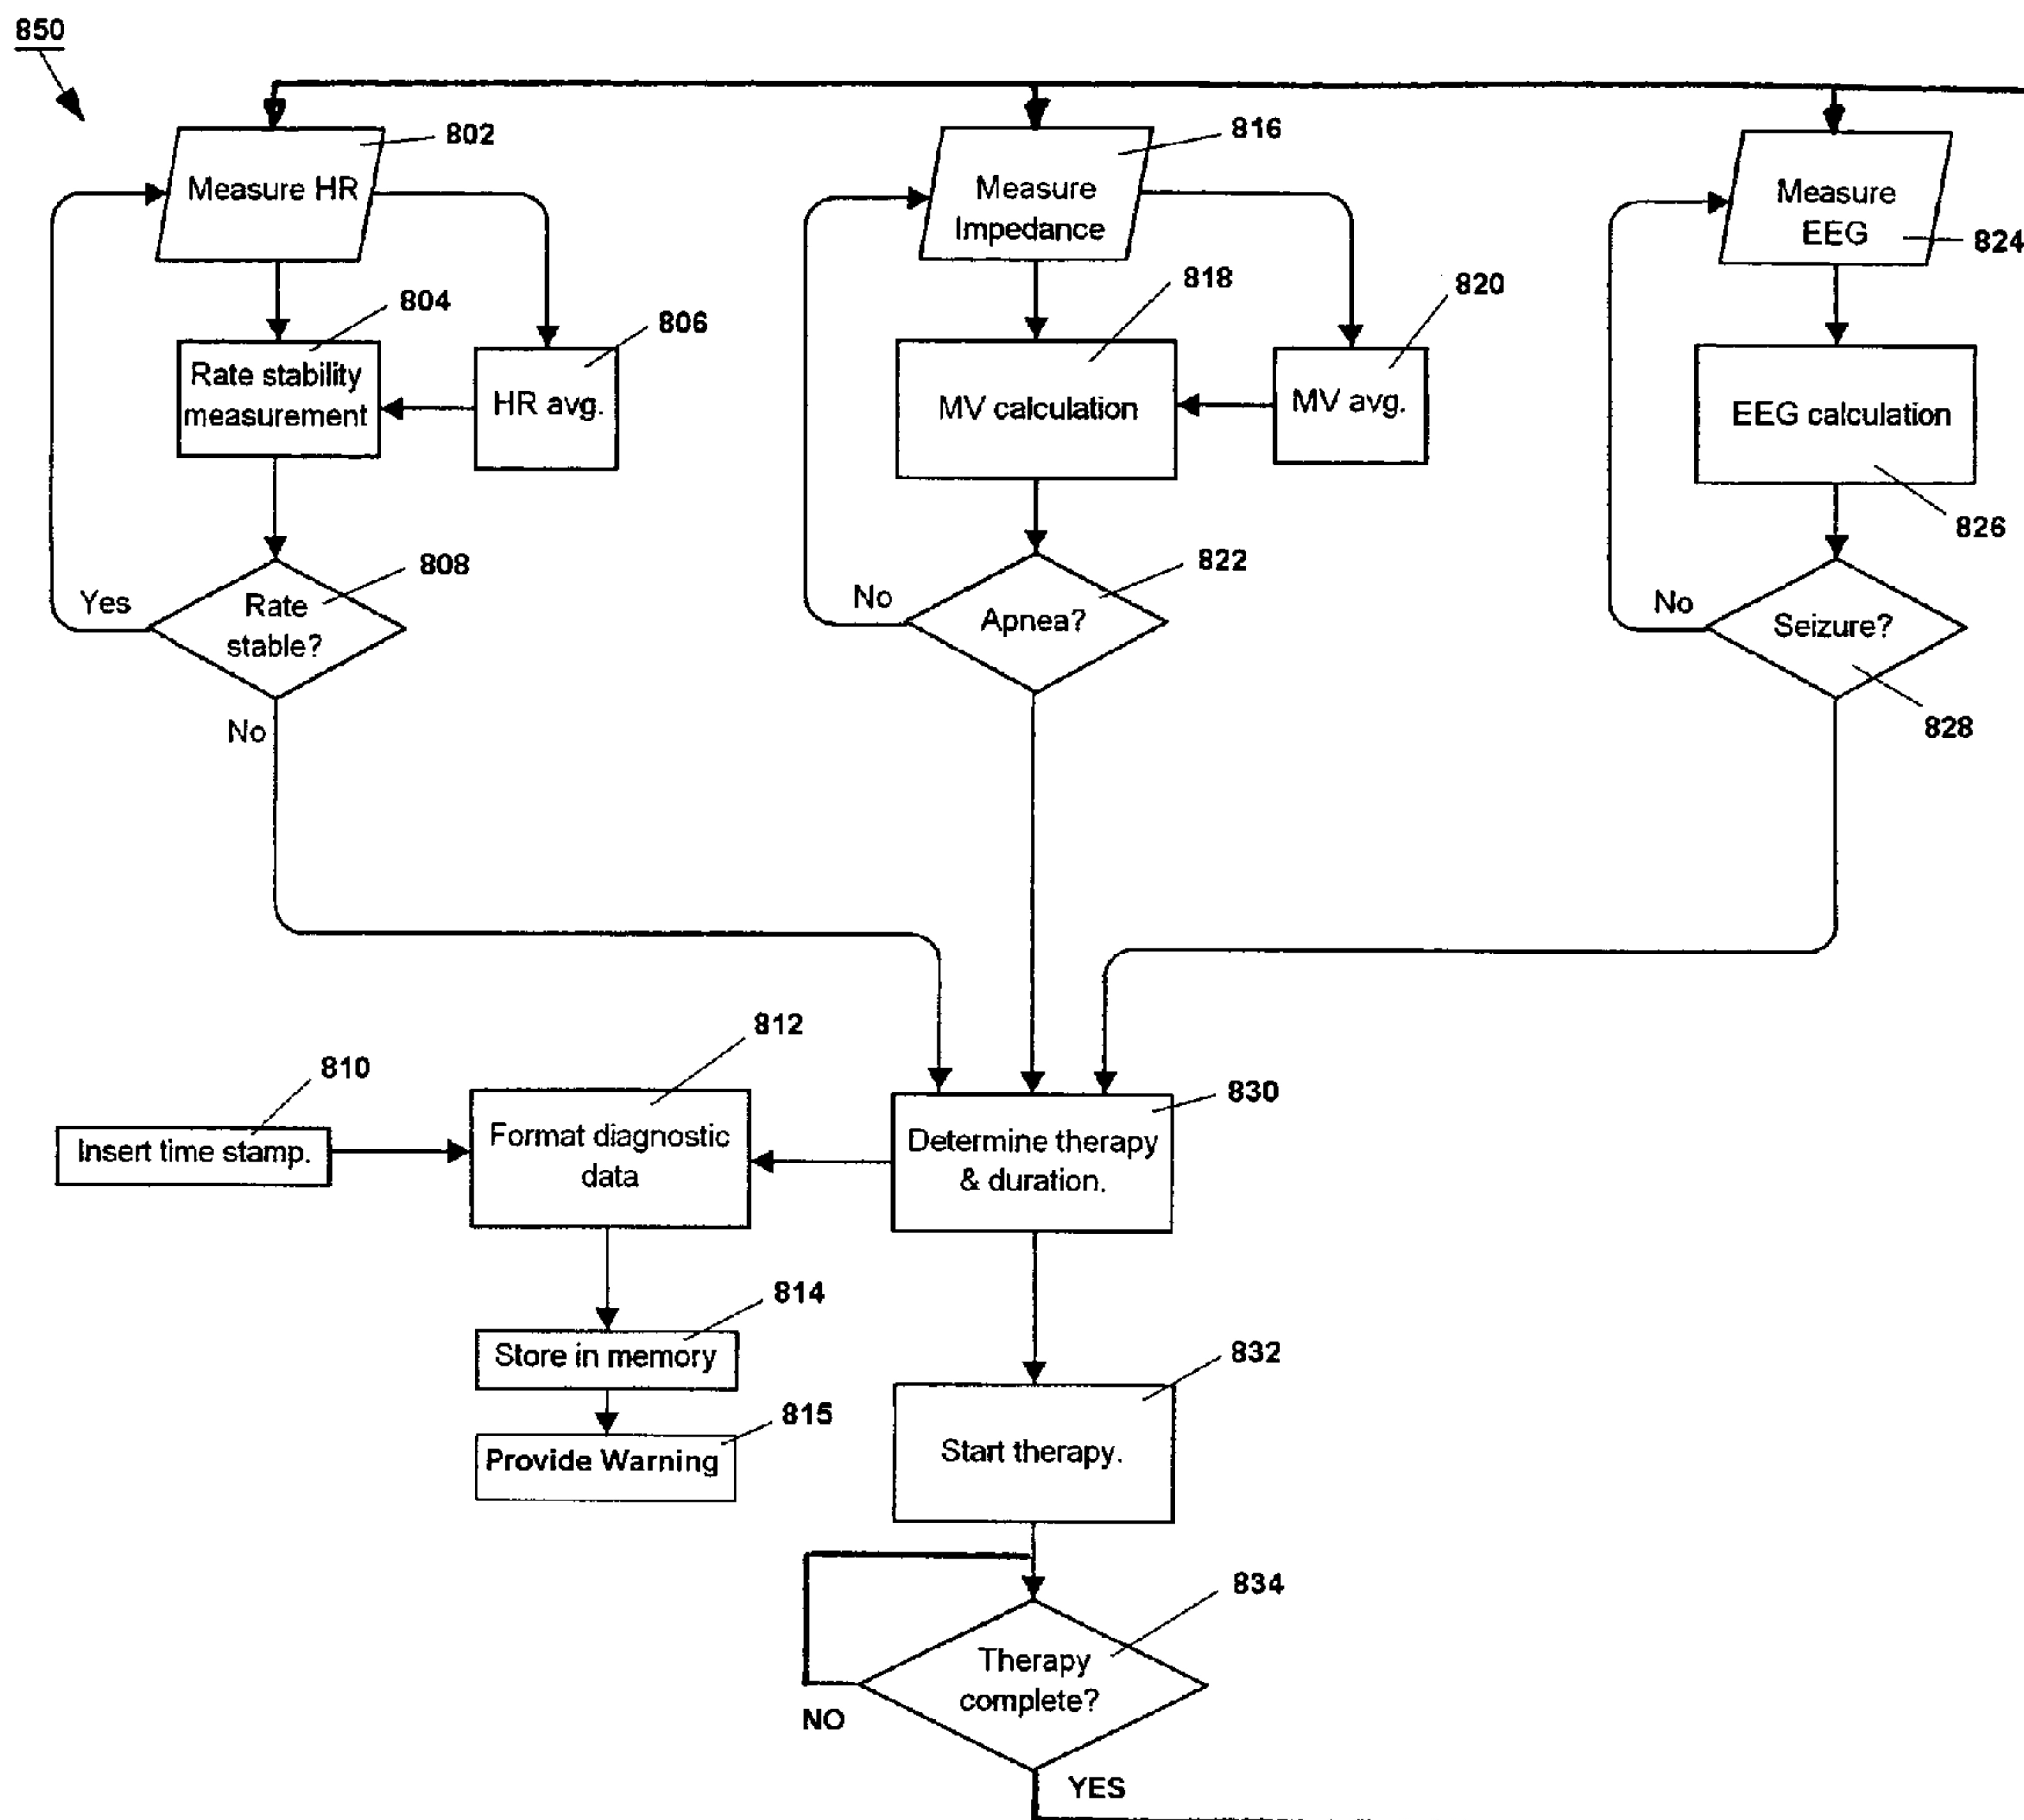 850
802
816
Measure HR
Measure
Impedance
Measure
EEG
824
804
806
818
820
Rate stability
measurement
HR avg.
MV calculation
MV avg.
EEG calculation
826
808
822
Yes
Rate
stable?
No
Apnea?
No
Seizure?
No
828
812
810
830
Insert time stamp.
Format diagnostic
data
Determine therapy
& duration.
814
Store in memory
832
815
Provide Warning
Start therapy.
834
Therapy
complete?
NO
YES